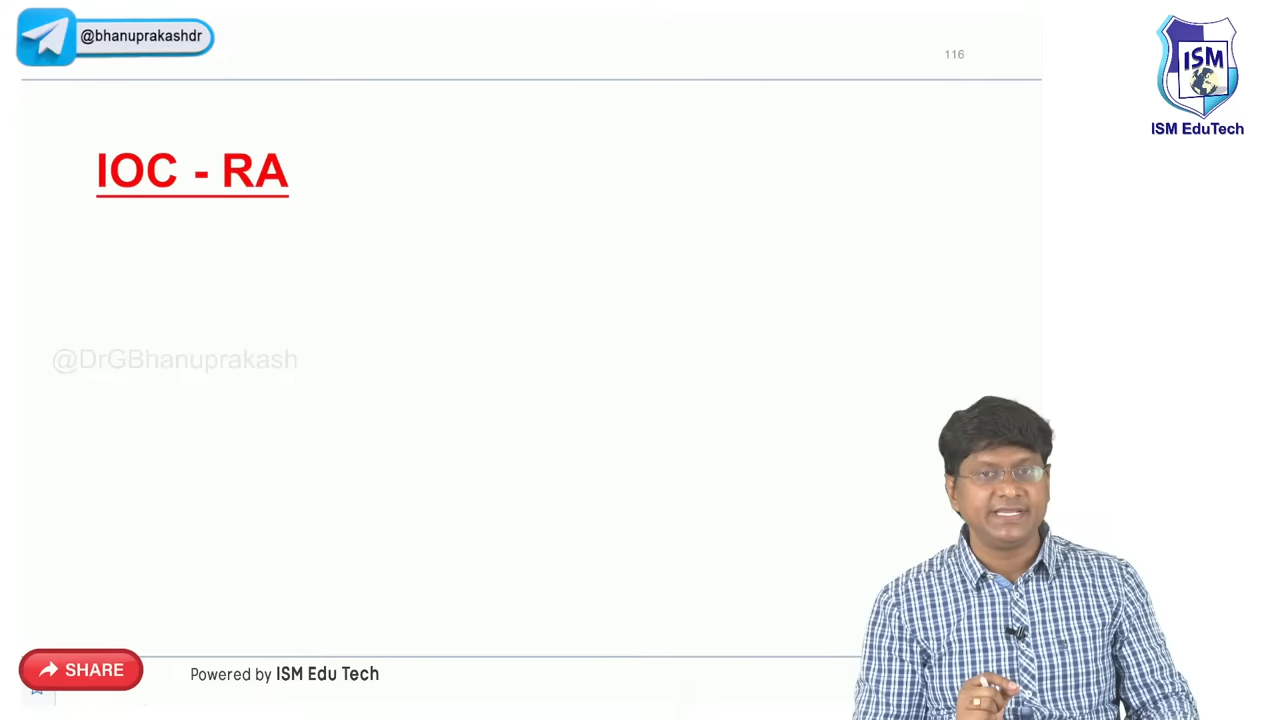 @bhanuprakashdr
116
ISM
ISM EduTech
IOC - RA
@DrGBhanuprakash
SHARE
Powered by ISM Edu Tech